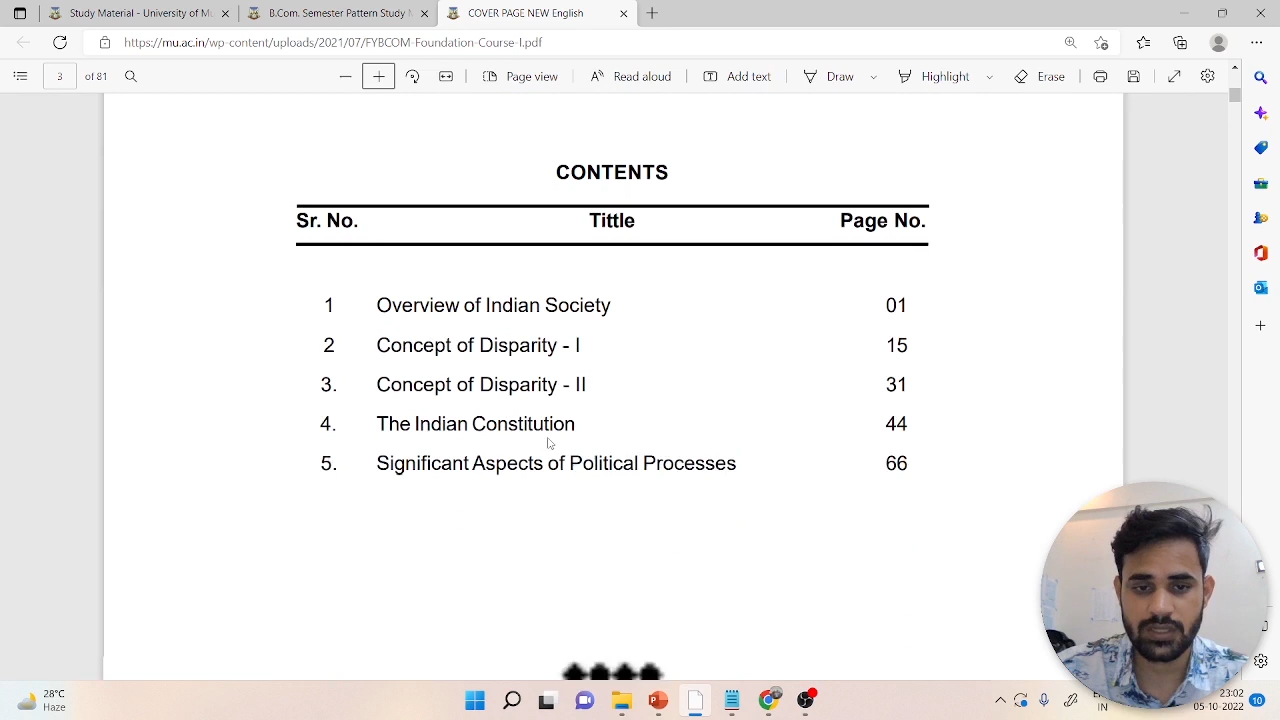 Study Material - University of Mu
B.Com. Semester Pattern Study M
COVER PAGE NEW English
https://mu.ac.in/wp-content/uploads/2021/07/FYBCOM-Foundation-Course-I.pdf
3 of 81 Page view Read aloud Add text Draw Highlight Erase
CONTENTS
Sr. No. Tittle Page No.
1 Overview of Indian Society 01
2 Concept of Disparity - I 15
3. Concept of Disparity - II 31
4. The Indian Constitution 44
5. Significant Aspects of Political Processes 66
28°C
Haze
IN
23:02
05-10-2022
10